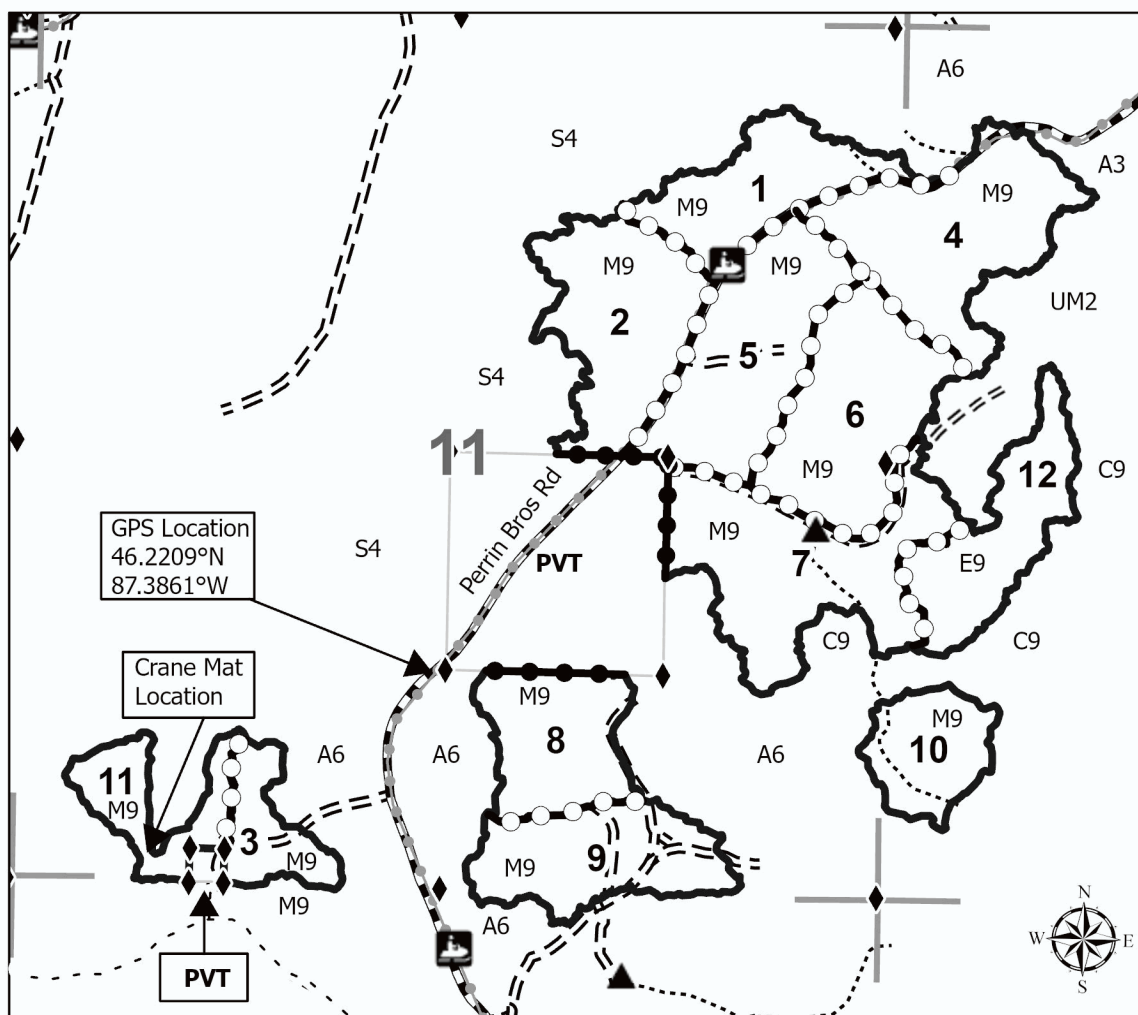 A6
S4
A3
1
M9
M9
4
M9
M9
2
UM2
5
S4
6
11
M9
12
C9
Perrin Bros Rd
GPS Location
46.2209°N
87.3861°W
S4
PVT
M9
7
E9
C9
C9
Crane Mat
Location
M9
M9
8
10
A6
A6
A6
11
M9
3
M9
9
M9
M9
A6
PVT
N
W
E
S